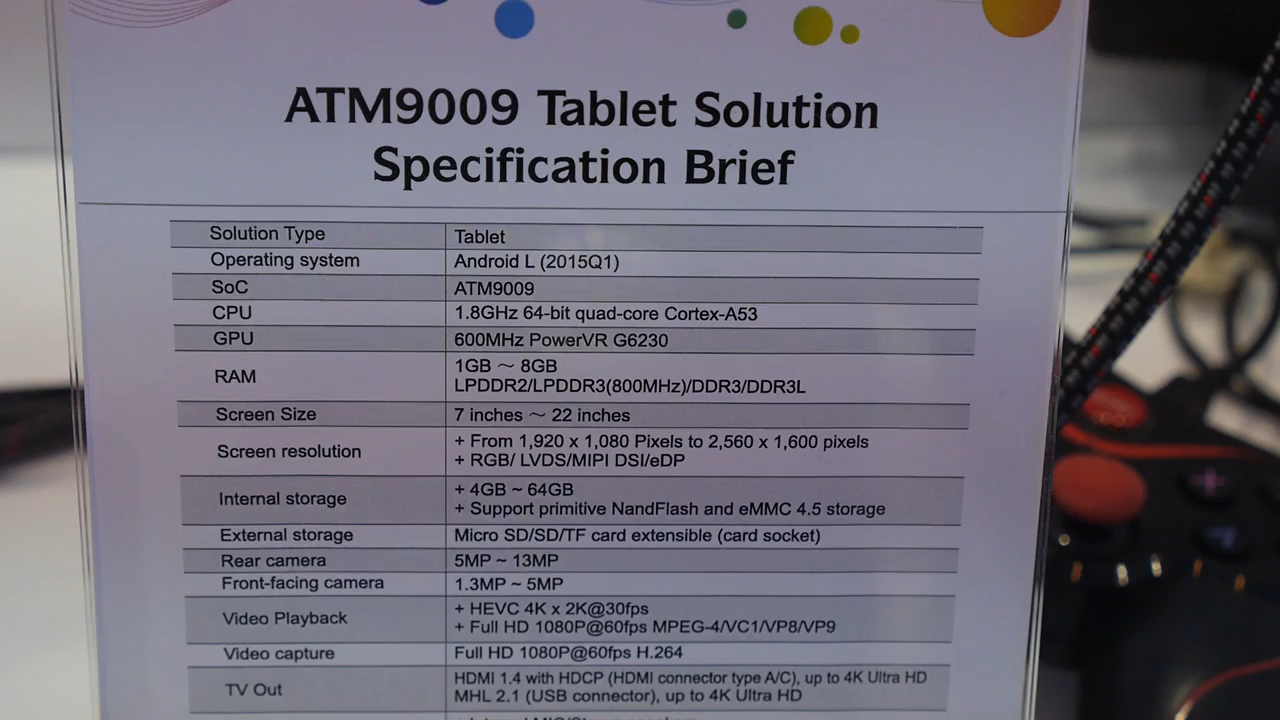 ATM9009 Tablet Solution
Specification Brief
Solution Type Tablet
Operating system Android L (2015Q1)
SoC ATM9009
CPU 1.8GHz 64-bit quad-core Cortex-A53
GPU 600MHz PowerVR G6230
RAM 1GB ~ 8GB
LPDDR2/LPDDR3(800MHz)/DDR3/DDR3L
Screen Size 7 inches ~ 22 inches
Screen resolution + From 1,920 x 1,080 Pixels to 2,560 x 1,600 pixels
+ RGB/ LVDS/MIPI DSI/eDP
Internal storage + 4GB ~ 64GB
+ Support primitive NandFlash and eMMC 4.5 storage
External storage Micro SD/SD/TF card extensible (card socket)
Rear camera 5MP ~ 13MP
Front-facing camera 1.3MP ~ 5MP
Video Playback + HEVC 4K x 2K@30fps
+ Full HD 1080P@60fps MPEG-4/VC1/VP8/VP9
Video capture Full HD 1080P@60fps H.264
TV Out HDMI 1.4 with HDCP (HDMI connector type A/C), up to 4K Ultra HD
MHL 2.1 (USB connector), up to 4K Ultra HD